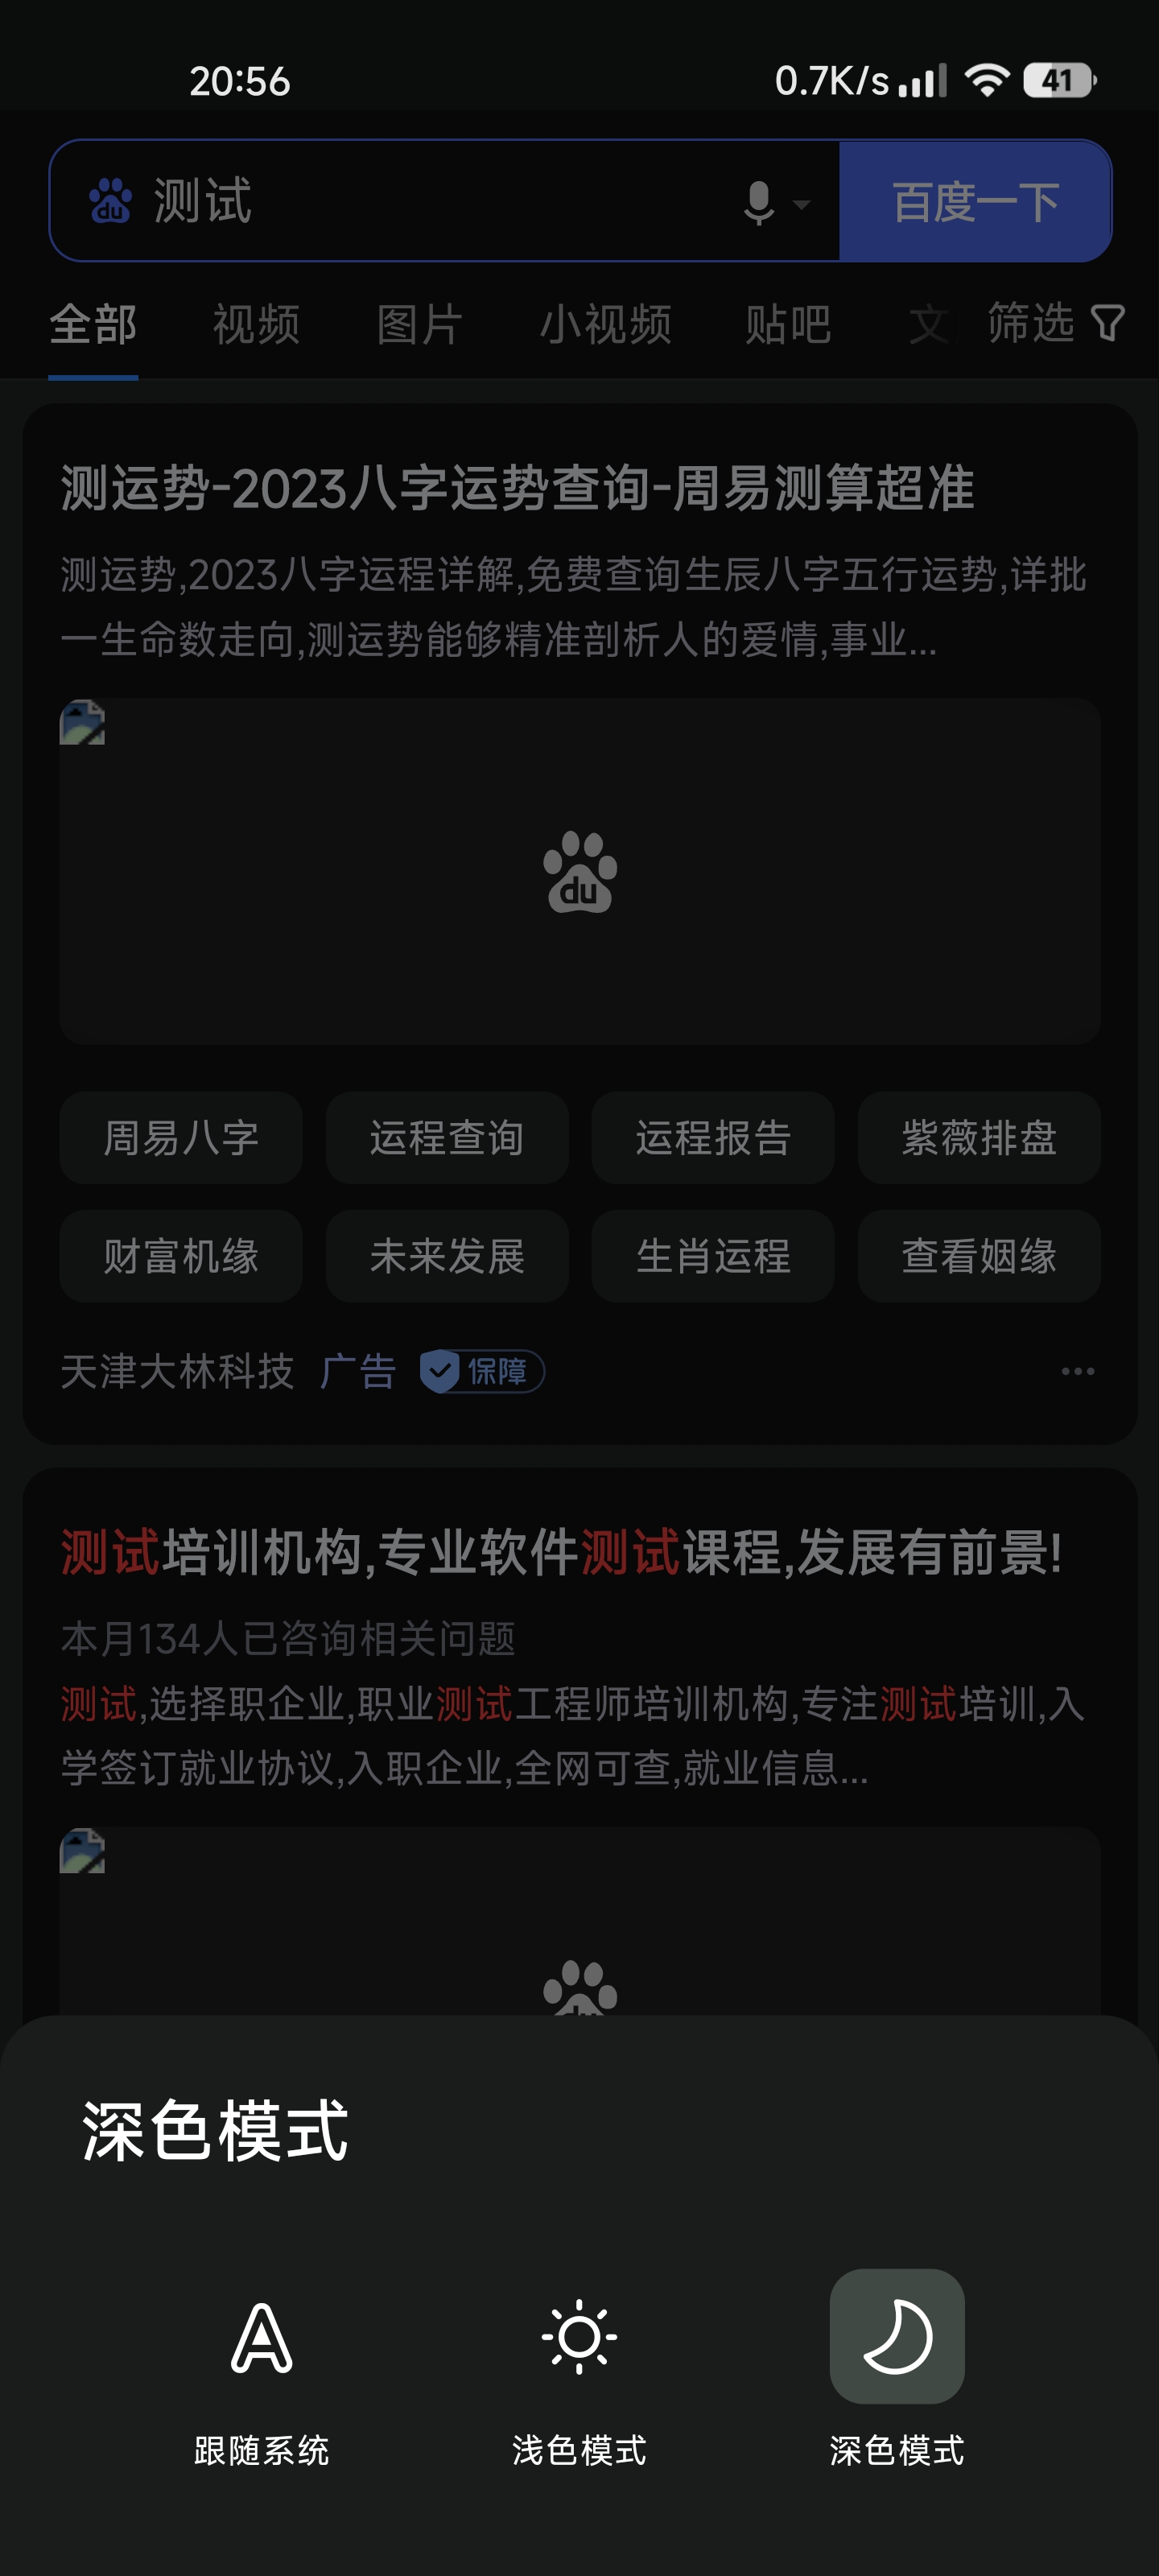 20:56 0.7K/s 41
du 测试 百度一下
全部 视频 图片 小视频 贴吧 文 筛选
测运势-2023八字运势查询-周易测算超准
测运势,2023八字运程详解,免费查询生辰八字五行运势,详批
一生命数走向,测运势能够精准剖析人的爱情,事业...
du
周易八字 运程查询 运程报告 紫薇排盘
财富机缘 未来发展 生肖运程 查看姻缘
天津大林科技 广告 保障
测试培训机构,专业软件测试课程,发展有前景!
本月134人已咨询相关问题
测试,选择职企业,职业测试工程师培训机构,专注测试培训,入
学签订就业协议,入职企业,全网可查,就业信息...
du
深色模式
跟随系统 浅色模式 深色模式